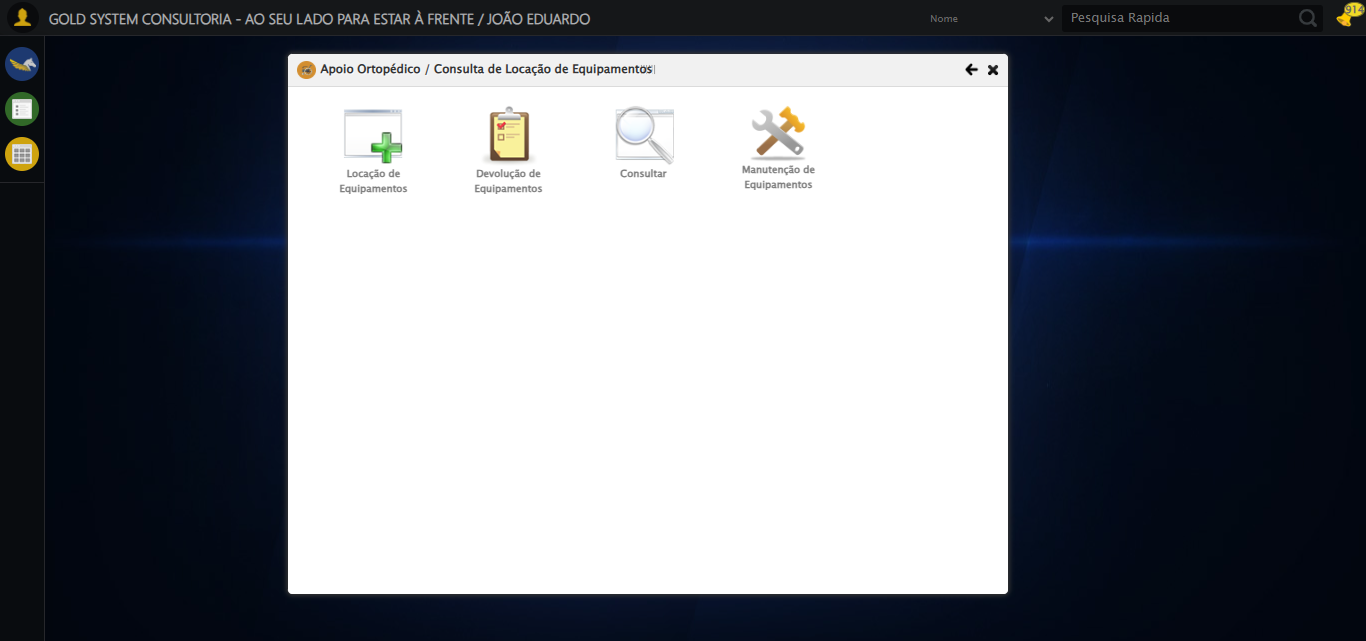 GOLD SYSTEM CONSULTORIA - AO SEU LADO PARA ESTAR À FRENTE / JOÃO EDUARDO
Nome
Pesquisa Rapida
914
Apoio Ortopédico / Consulta de Locação de Equipamentos
Locação de
Equipamentos
Devolução de
Equipamentos
Consultar
Manutenção de
Equipamentos